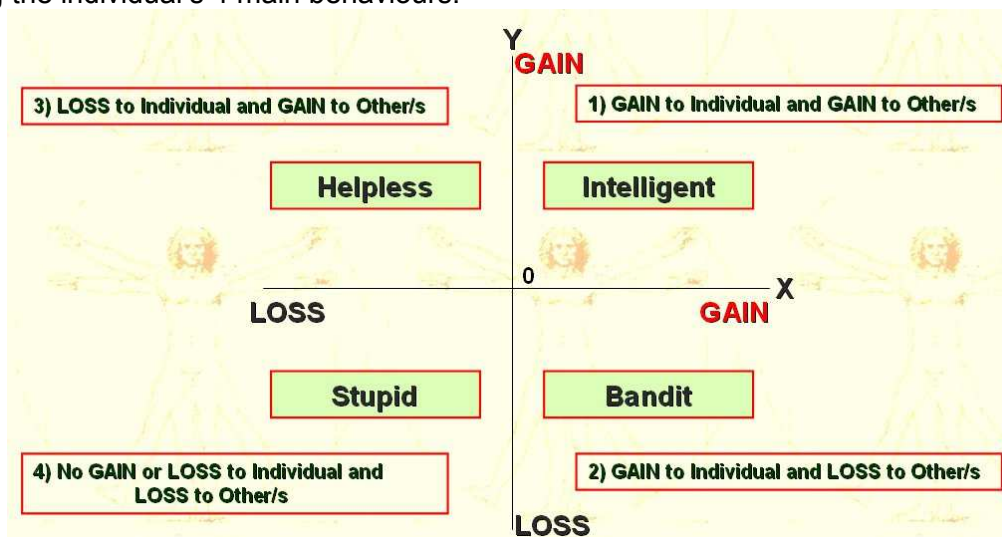 the individual's 4 main behaviours.
Y
GAIN
3) LOSS to Individual and GAIN to Other/s
1) GAIN to Individual and GAIN to Other/s
Helpless
Intelligent
0
X
LOSS
GAIN
Stupid
Bandit
4) No GAIN or LOSS to Individual and
LOSS to Other/s
2) GAIN to Individual and LOSS to Other/s
LOSS